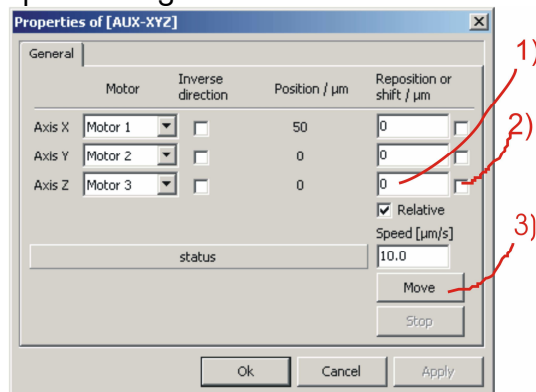 Properties of [AUX-XYZ]
General
Motor Inverse direction Position / µm Reposition or shift / µm
1)
Axis X Motor 1 50 0
2)
Axis Y Motor 2 0 0
Axis Z Motor 3 0 0
Relative
Speed [µm/s]
3)
status 10.0
Move
Stop
Ok Cancel Apply